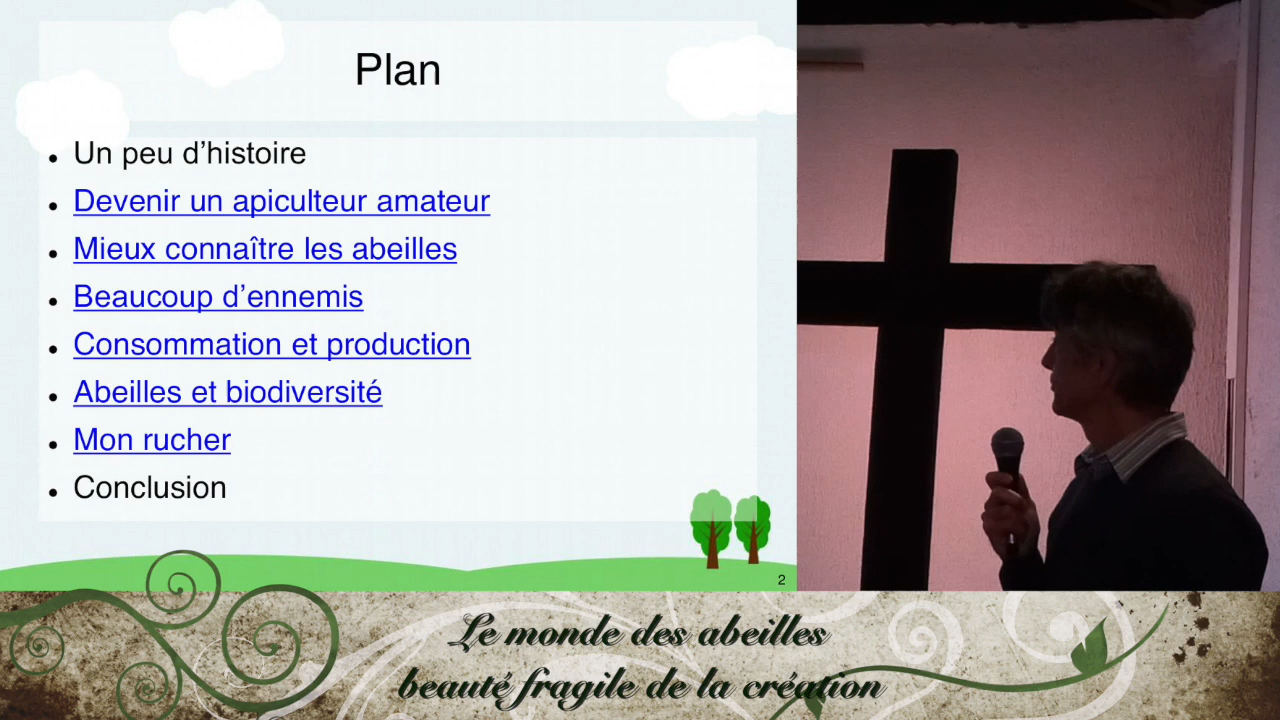 Plan
Un peu d’histoire
Devenir un apiculteur amateur
Mieux connaître les abeilles
Beaucoup d’ennemis
Consommation et production
Abeilles et biodiversité
Mon rucher
Conclusion
2
Le monde des abeilles
beauté fragile de la création